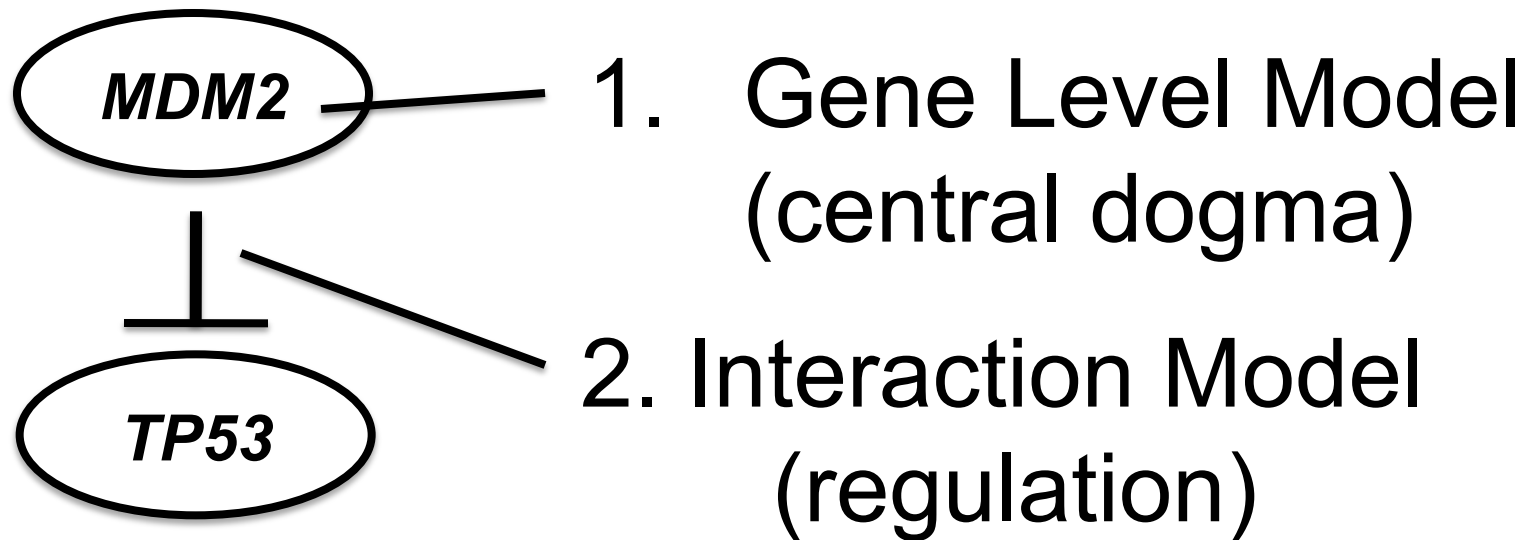 MDM2
1. Gene Level Model
(central dogma)
2. Interaction Model
(regulation)
TP53